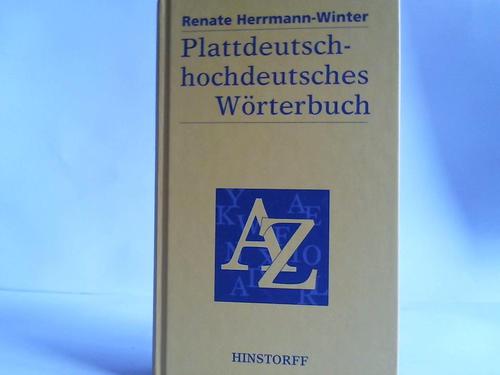 Renate Herrmann-Winter
Plattdeutsch-
hochdeutsches
Wörterbuch
AZ
HINSTORFF